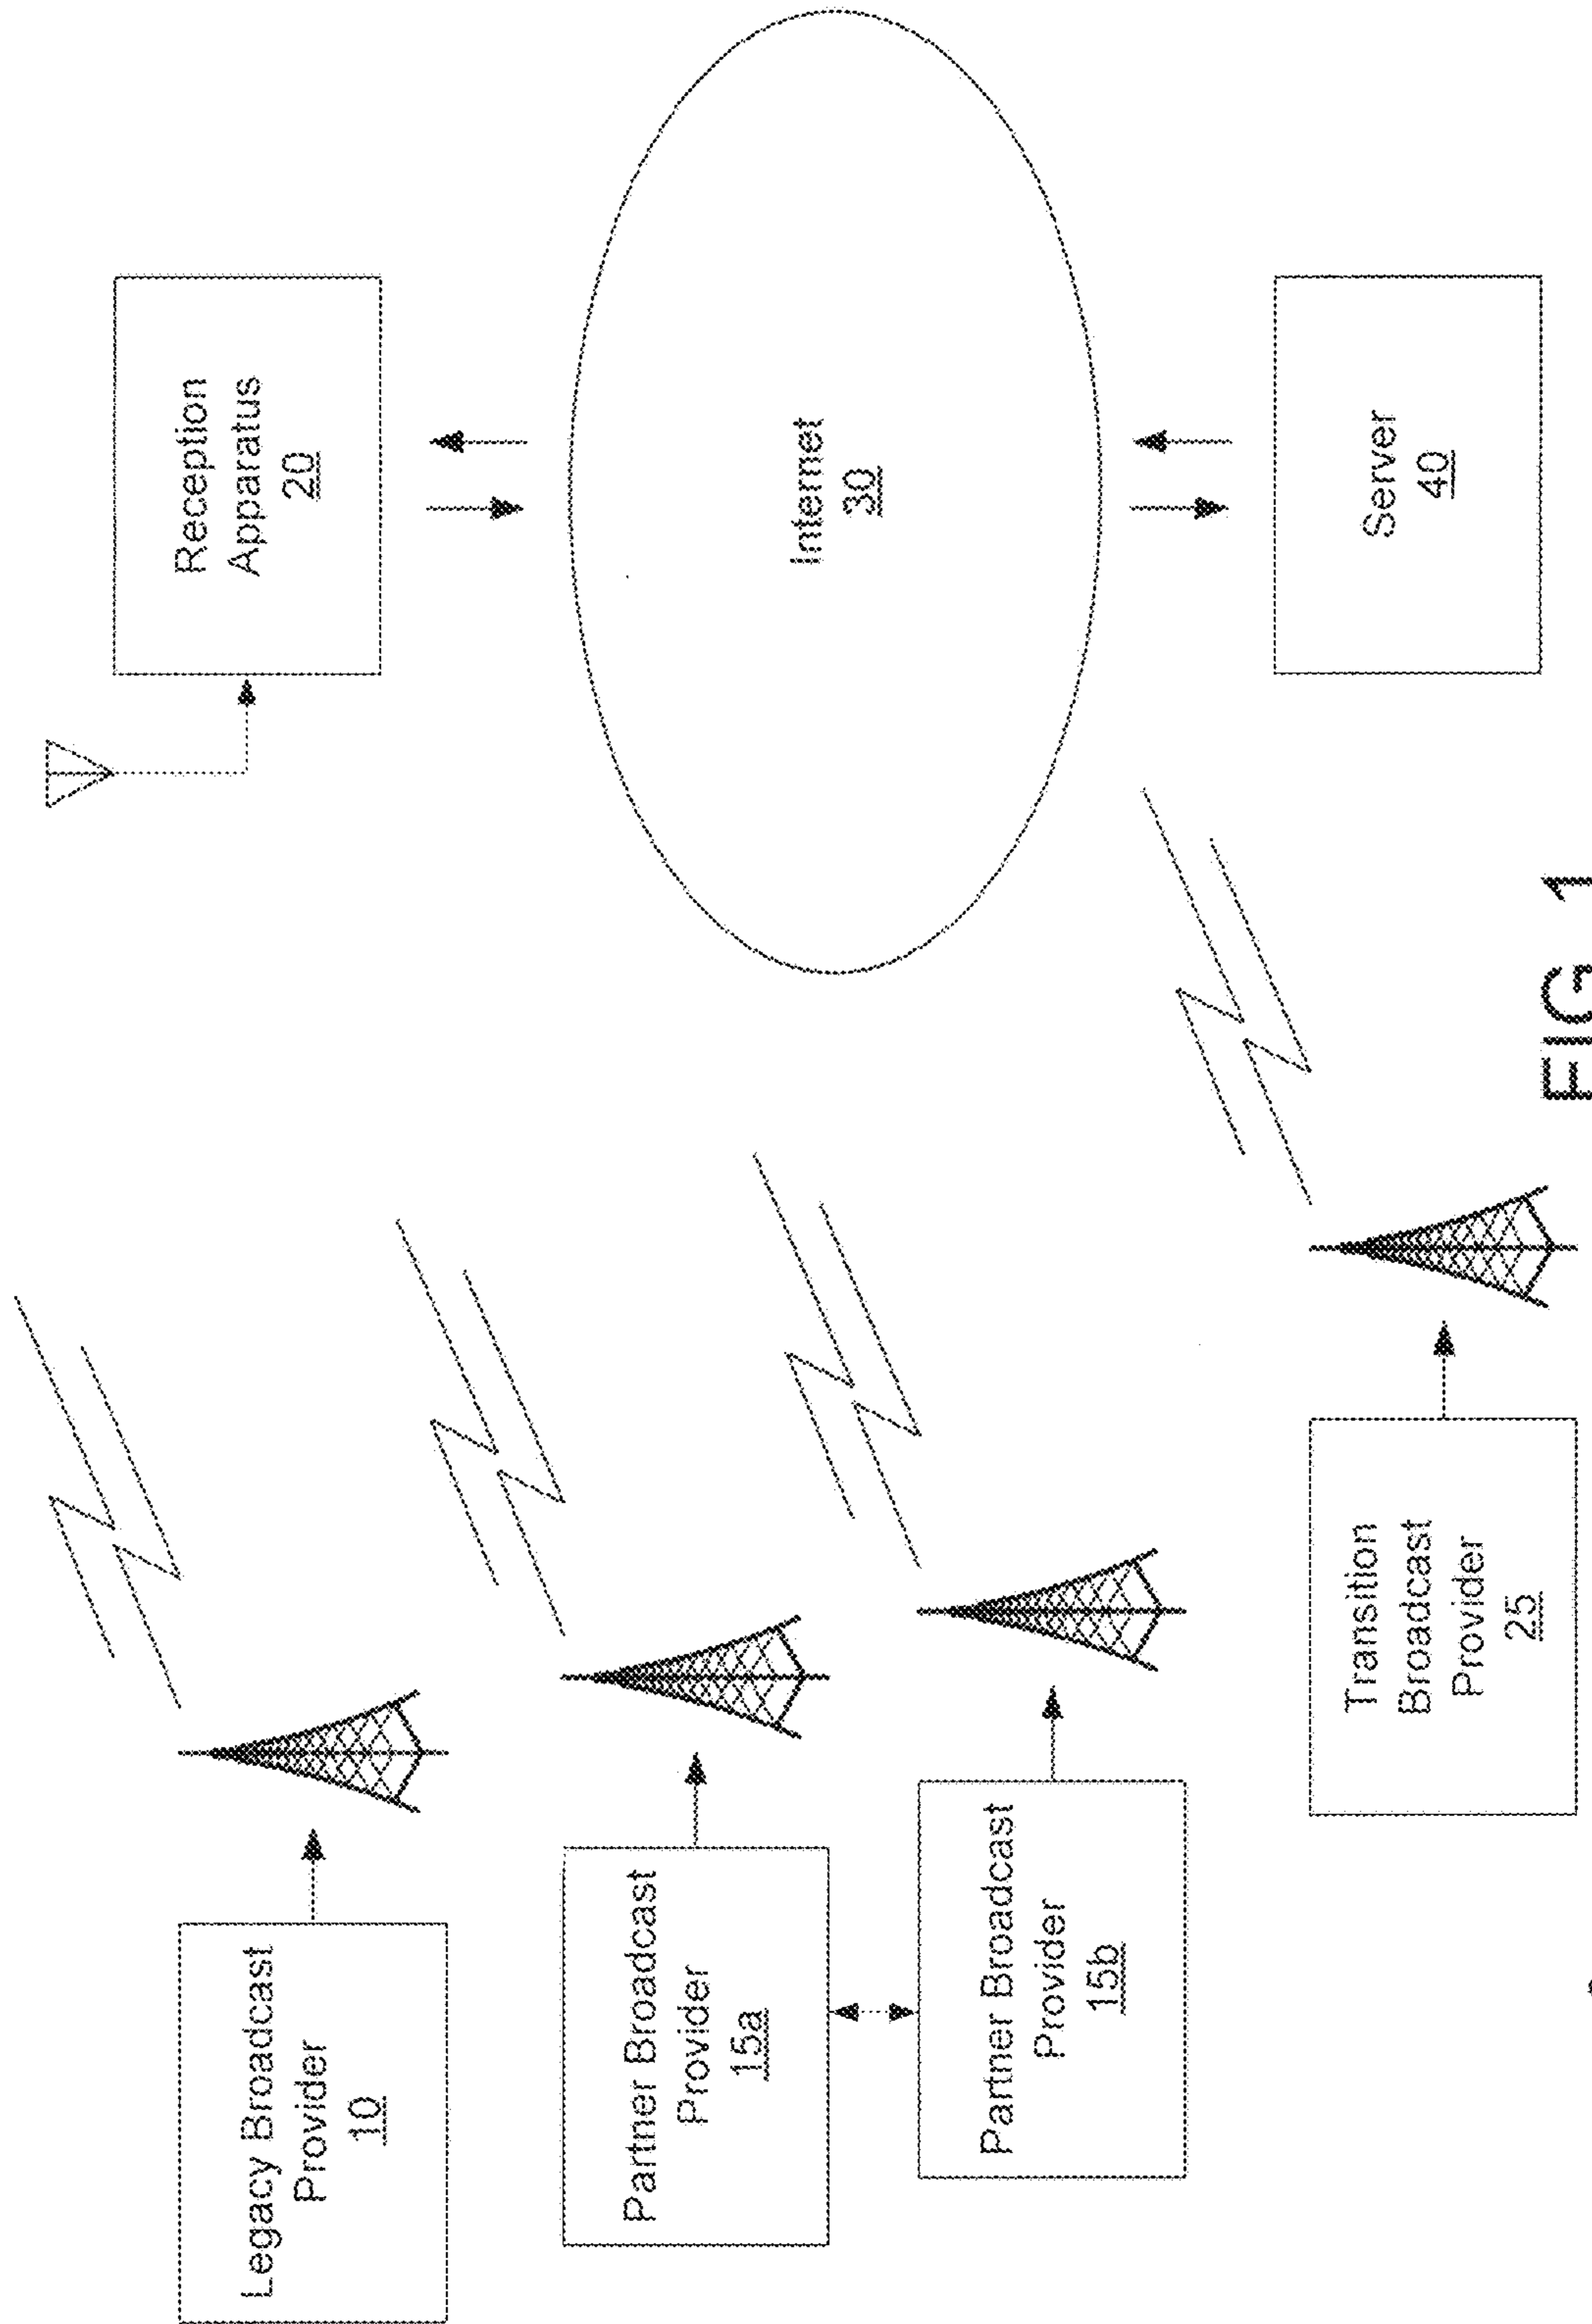 Legacy Broadcast
Provider
10
Partner Broadcast
Provider
15a
Partner Broadcast
Provider
15b
Transition
Broadcast
Provider
25
Reception
Apparatus
20
Internet
30
Server
40
FIG 1